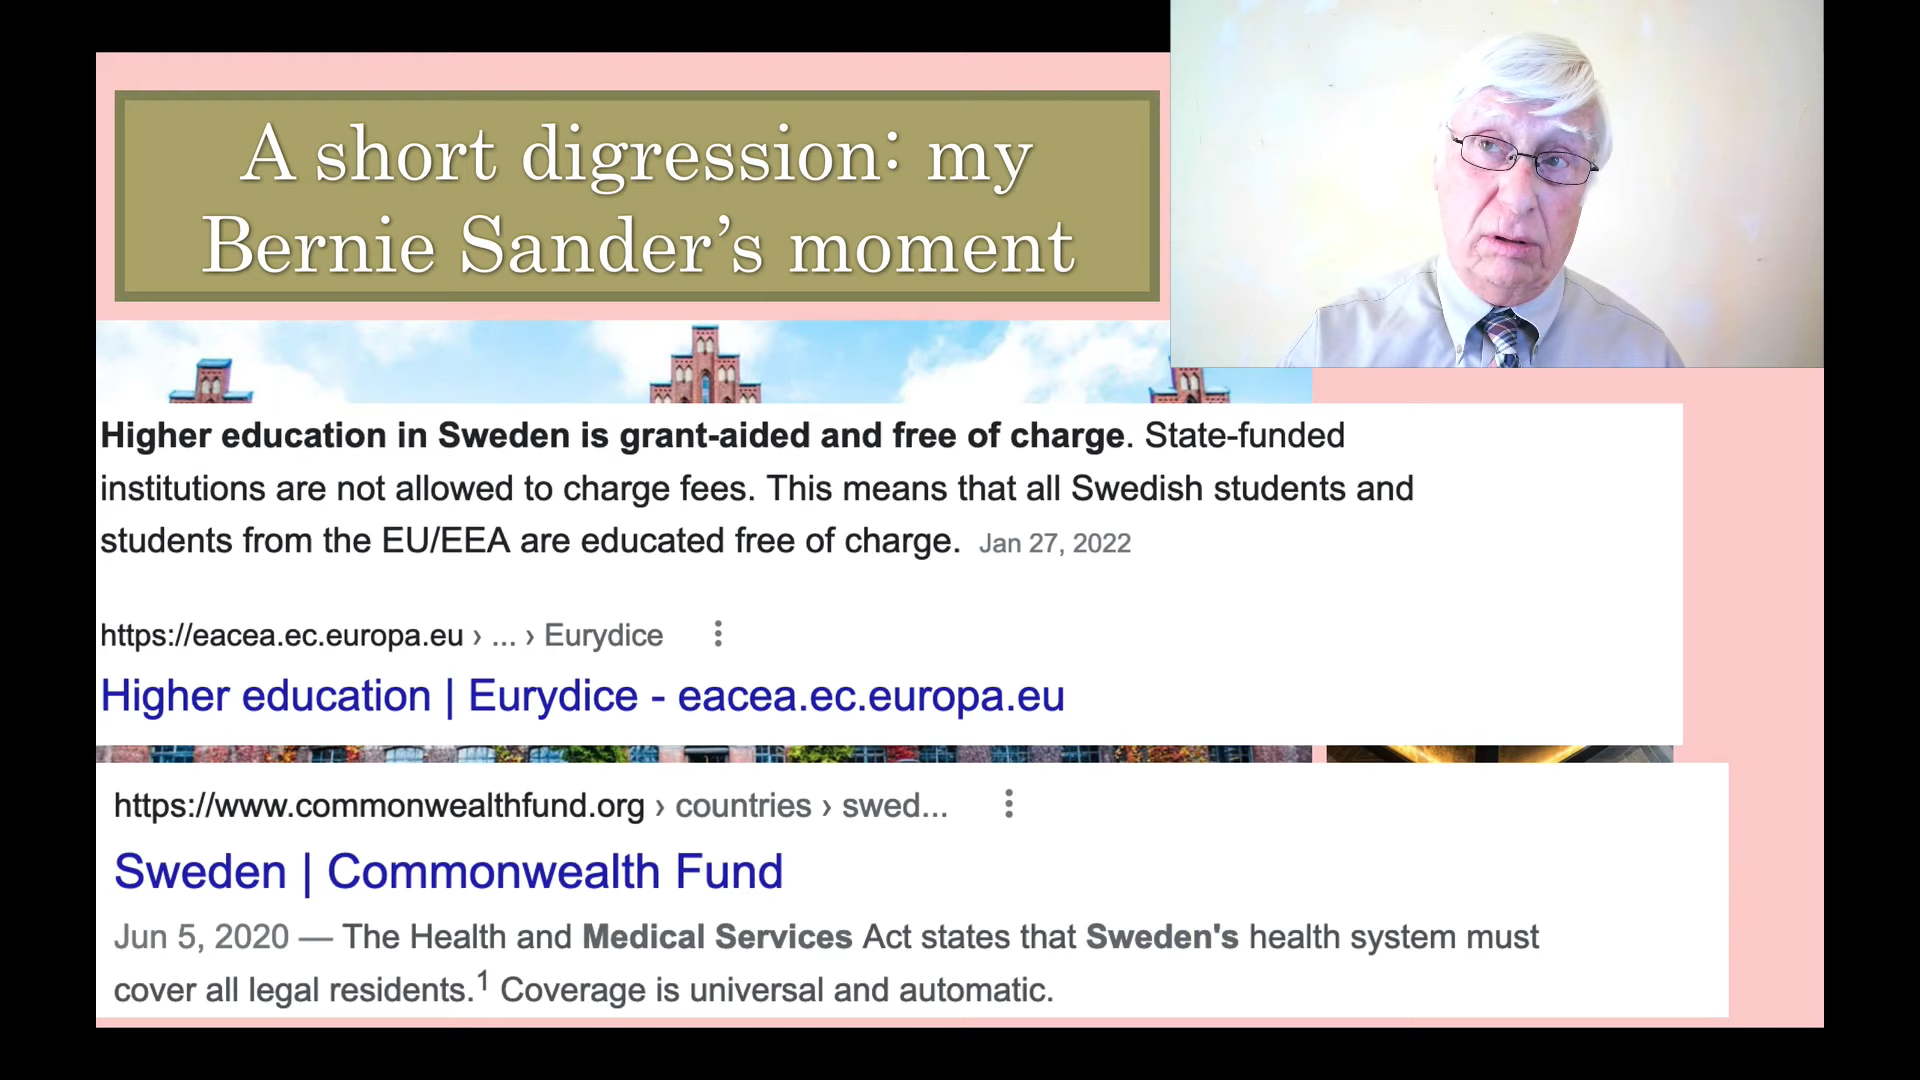 A short digression: my
Bernie Sander’s moment
Higher education in Sweden is grant-aided and free of charge. State-funded
institutions are not allowed to charge fees. This means that all Swedish students and
students from the EU/EEA are educated free of charge. Jan 27, 2022
https://eacea.ec.europa.eu › ... › Eurydice
Higher education | Eurydice - eacea.ec.europa.eu
https://www.commonwealthfund.org › countries › swed...
Sweden | Commonwealth Fund
Jun 5, 2020 — The Health and Medical Services Act states that Sweden's health system must
cover all legal residents.¹ Coverage is universal and automatic.